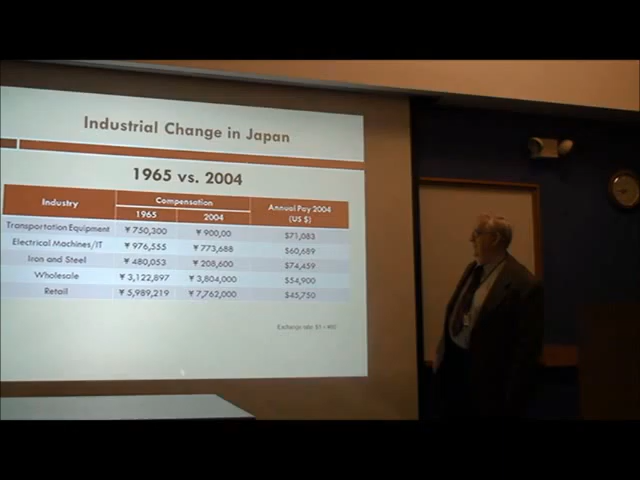 Industrial Change in Japan
1965 vs. 2004
Industry Compensation Annual Pay 2004 (US $)
1965 2004
Transportation Equipment ¥ 750,300 ¥ 900,00 $71,083
Electrical Machines/IT ¥ 976,555 ¥ 773,688 $60,689
Iron and Steel ¥ 480,053 ¥ 208,600 $74,459
Wholesale ¥ 3,122,897 ¥ 3,804,000 $54,900
Retail ¥ 5,989,219 ¥ 7,762,000 $45,750
Exchange rate $1 =